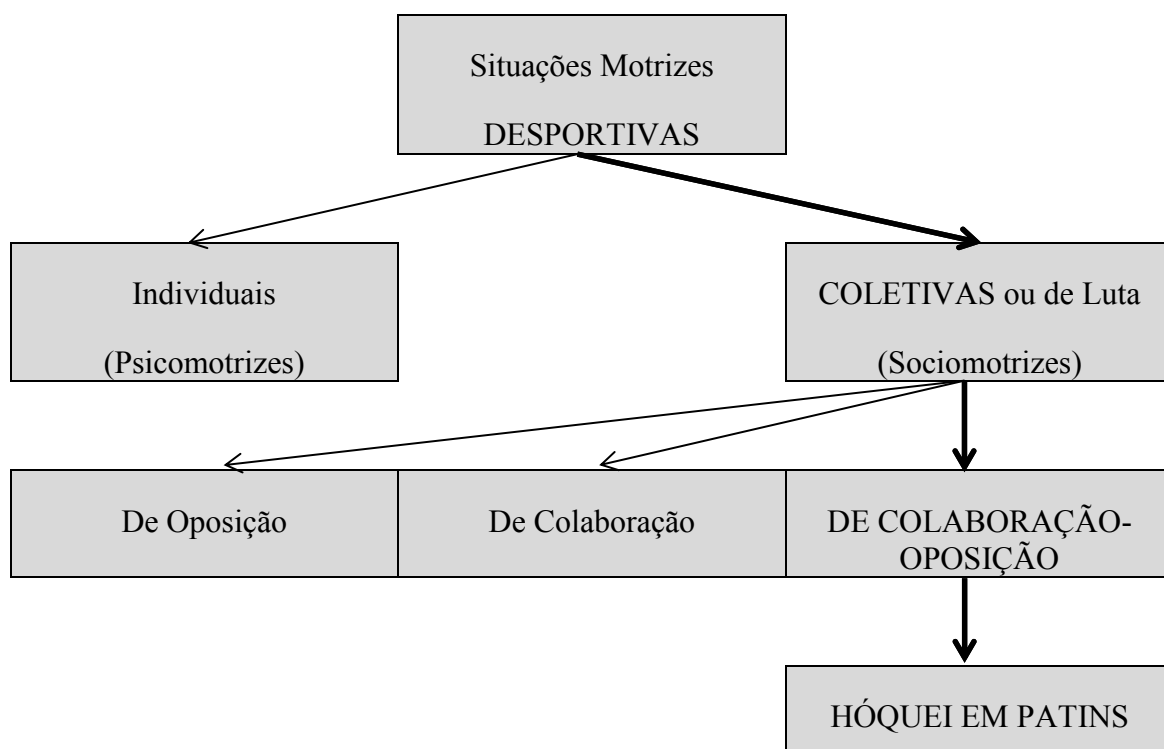 Situações Motrizes
DESPORTIVAS
Individuais
(Psicomotrizes)
COLETIVAS ou de Luta
(Sociomotrizes)
De Oposição
De Colaboração
DE COLABORAÇÃO-
OPOSIÇÃO
HÓQUEI EM PATINS